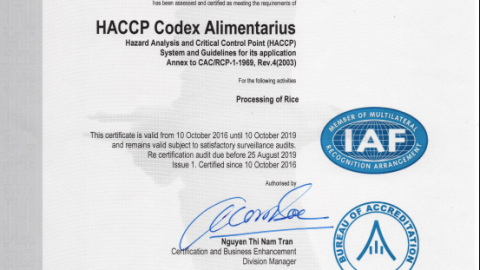 has been assessed and certified as meeting the requirements of
HACCP Codex Alimentarius
Hazard Analysis and Critical Control Point (HACCP)
System and Guidelines for its application
Annex to CAC/RCP-1-1969, Rev.4(2003)
For the following activities
Processing of Rice
This certificate is valid from 10 October 2016 until 10 October 2019
and remains valid subject to satisfactory surveillance audits.
Re certification audit due before 25 August 2019
Issue 1. Certified since 10 October 2016
MEMBER OF MULTILATERAL
IAF
RECOGNITION ARRANGEMENT
Authorised by
Nguyen Thi Nam Tran
Certification and Business Enhancement
Division Manager
BUREAU OF ACCREDITATION